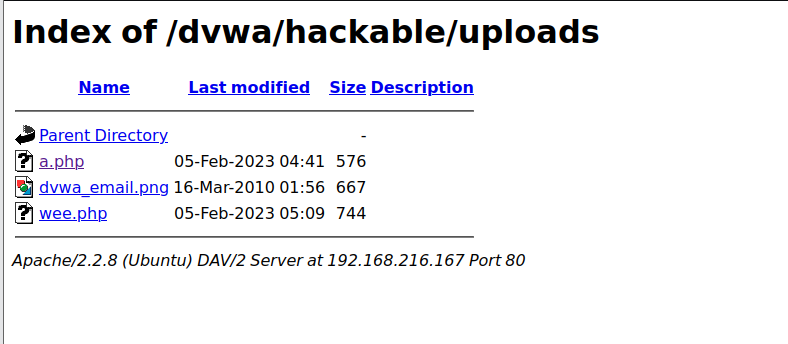 Index of /dvwa/hackable/uploads
Name Last modified Size Description
Parent Directory -
a.php 05-Feb-2023 04:41 576
dvwa_email.png 16-Mar-2010 01:56 667
wee.php 05-Feb-2023 05:09 744
Apache/2.2.8 (Ubuntu) DAV/2 Server at 192.168.216.167 Port 80